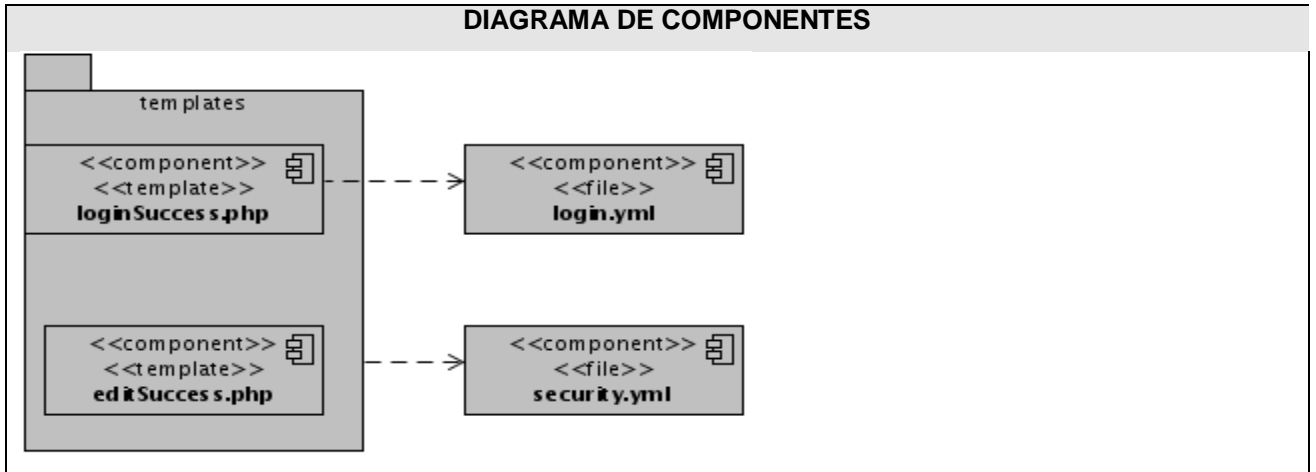 DIAGRAMA DE COMPONENTES
templates
<<component>>
<<template>>
loginSuccess.php
<<component>>
<<file>>
login.yml
<<component>>
<<template>>
editSuccess.php
<<component>>
<<file>>
security.yml